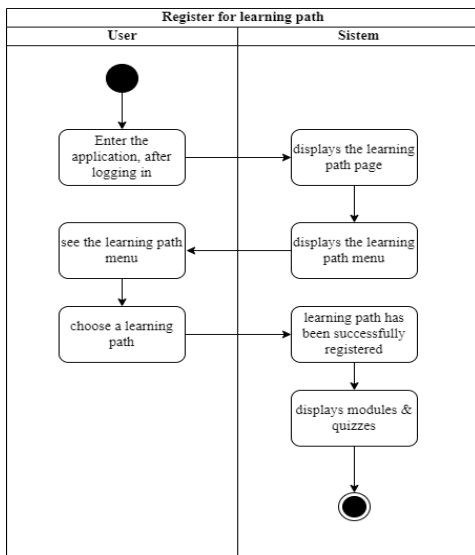 Register for learning path
User
Sistem
Enter the
application, after
logging in
displays the learning
path page
displays the learning
path menu
see the learning path
menu
choose a learning
path
learning path has
been successfully
registered
displays modules &
quizzes